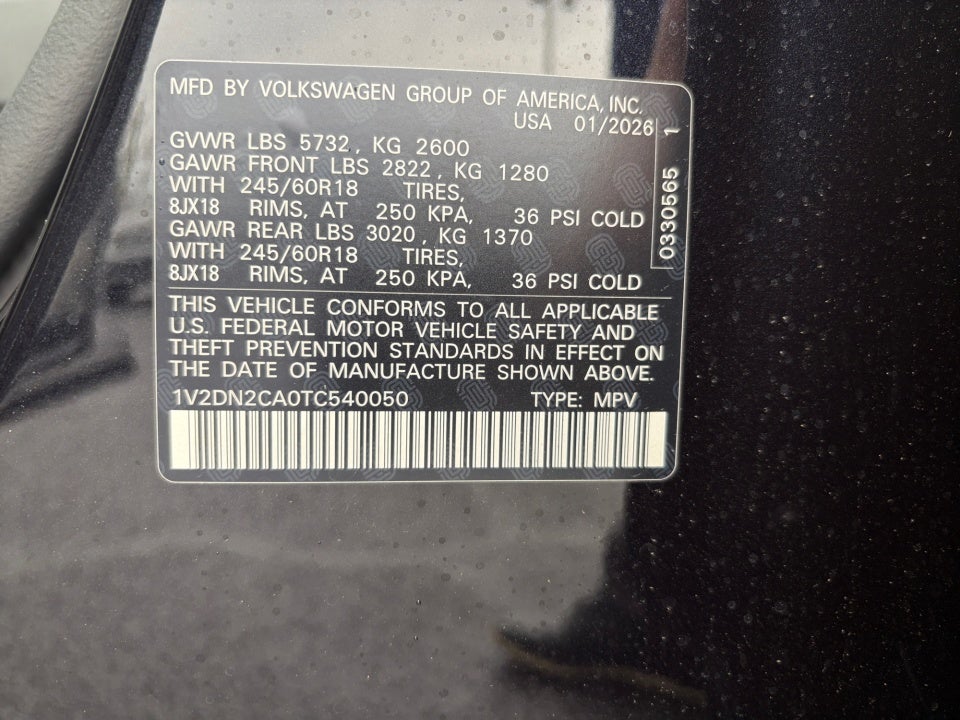 MFD BY VOLKSWAGEN GROUP OF AMERICA, INC.
USA 01/2026
GVWR LBS 5732, KG 2600
GAWR FRONT LBS 2822, KG 1280
WITH 245/60R18 TIRES,
8JX18 RIMS, AT 250 KPA, 36 PSI COLD
GAWR REAR LBS 3020, KG 1370
WITH 245/60R18 TIRES,
8JX18 RIMS, AT 250 KPA, 36 PSI COLD
0330565 1
THIS VEHICLE CONFORMS TO ALL APPLICABLE
U.S. FEDERAL MOTOR VEHICLE SAFETY AND
THEFT PREVENTION STANDARDS IN EFFECT ON
THE DATE OF MANUFACTURE SHOWN ABOVE.
1V2DN2CA0TC540050 TYPE: MPV